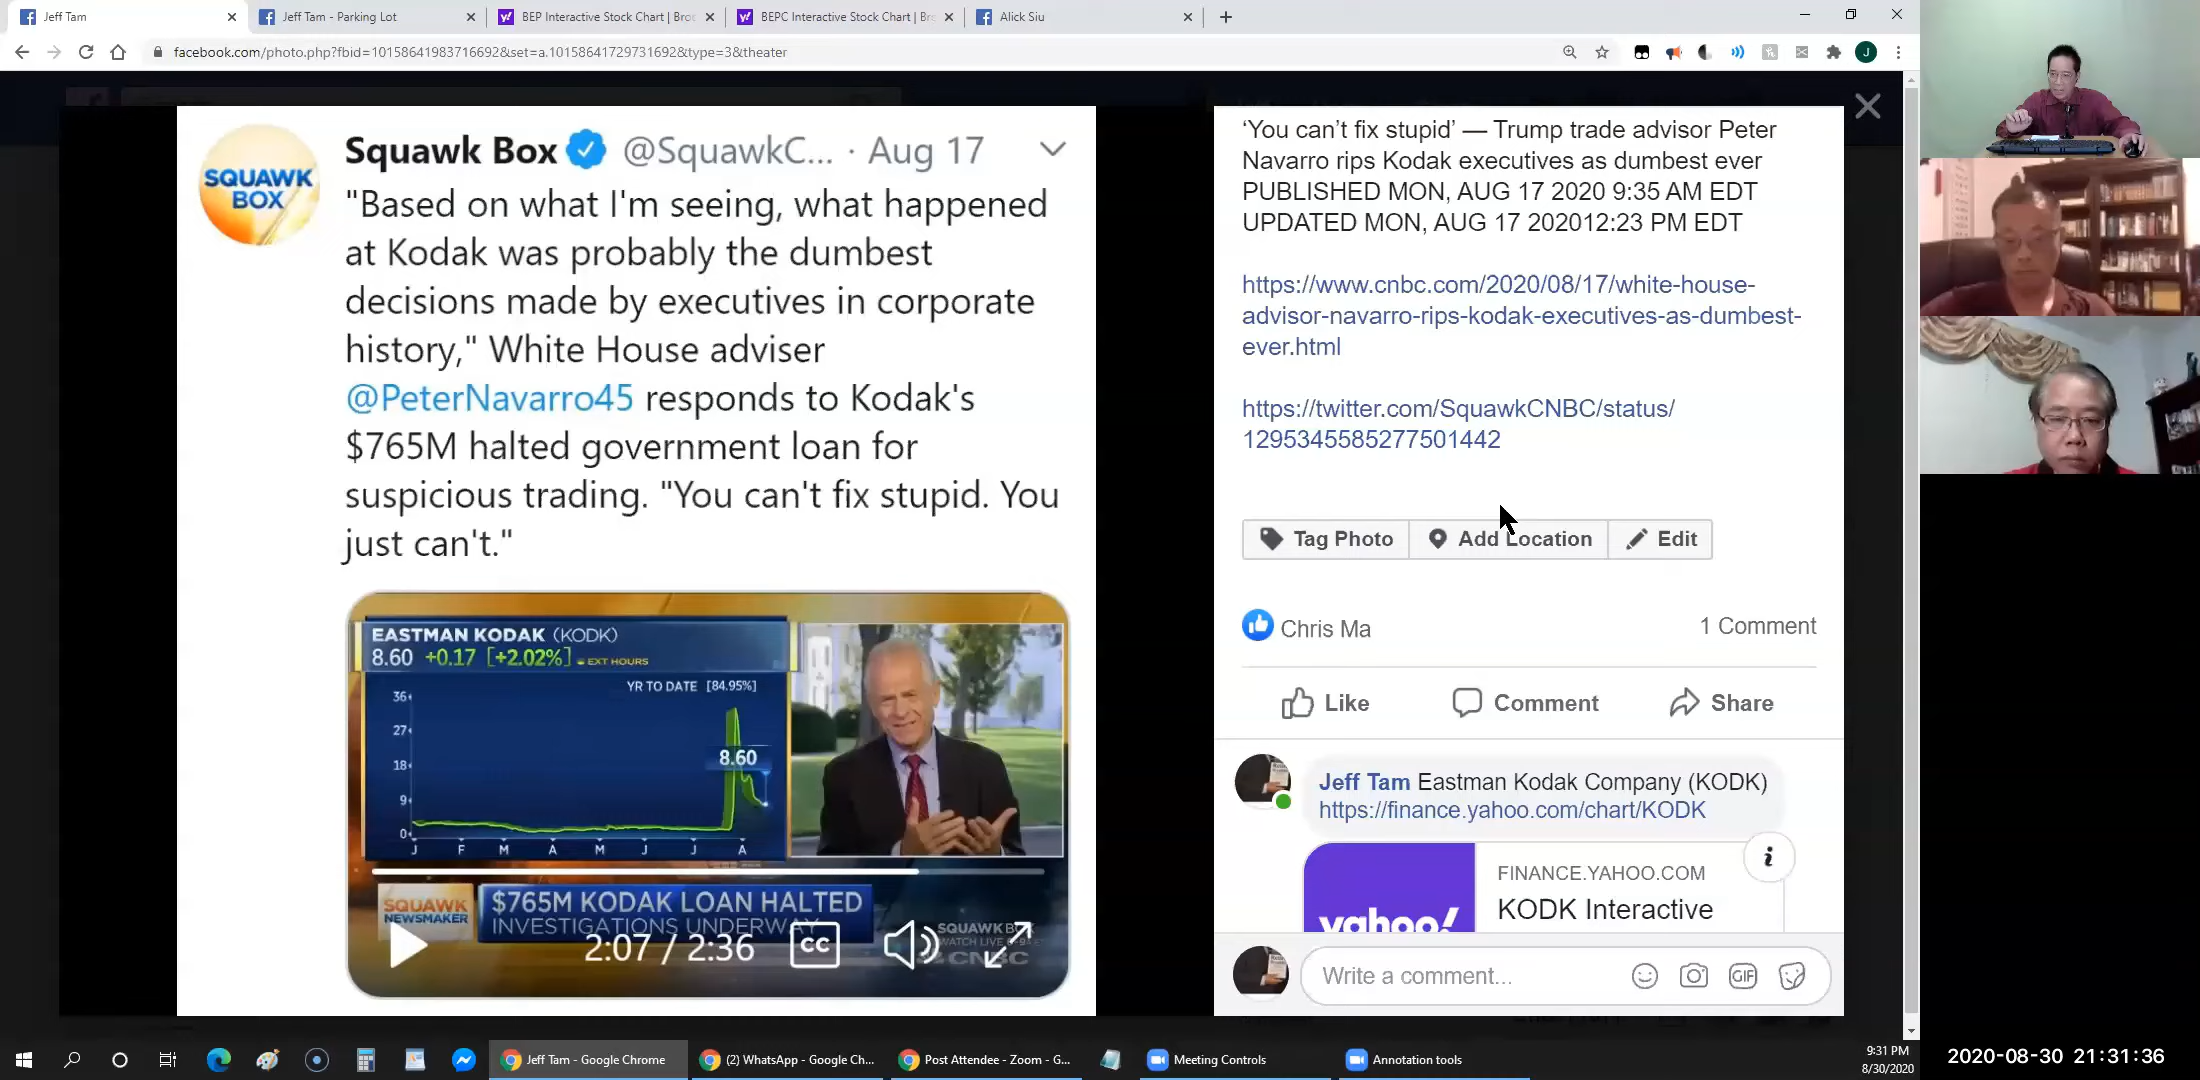 Jeff Tam
Jeff Tam - Parking Lot
BEP Interactive Stock Chart | Bro
BEPC Interactive Stock Chart | Br
Alick Siu
facebook.com/photo.php?fbid=10158641983716692&set=a.10158641729731692&type=3&theater
J
SQUAWK
BOX
Squawk Box @SquawkC... · Aug 17
"Based on what I'm seeing, what happened
at Kodak was probably the dumbest
decisions made by executives in corporate
history," White House adviser
@PeterNavarro45 responds to Kodak's
$765M halted government loan for
suspicious trading. "You can't fix stupid. You
just can't."
EASTMAN KODAK (KODK)
8.60 +0.17 [+2.02%] EXT HOURS
YR TO DATE [84.95%]
36
27
18
9
0
8.60
J F M A M J J A
SQUAWK
NEWSMAKER
$765M KODAK LOAN HALTED
INVESTIGATIONS UNDERWAY
2:07 / 2:36
CC
CNBC
‘You can’t fix stupid’ — Trump trade advisor Peter
Navarro rips Kodak executives as dumbest ever
PUBLISHED MON, AUG 17 2020 9:35 AM EDT
UPDATED MON, AUG 17 202012:23 PM EDT
https://www.cnbc.com/2020/08/17/white-house-
advisor-navarro-rips-kodak-executives-as-dumbest-
ever.html
https://twitter.com/SquawkCNBC/status/
1295345585277501442
Tag Photo
Add Location
Edit
Chris Ma
1 Comment
Like
Comment
Share
Jeff Tam Eastman Kodak Company (KODK)
https://finance.yahoo.com/chart/KODK
yahoo!
FINANCE.YAHOO.COM
KODK Interactive
Write a comment...
GIF
Jeff Tam - Google Chrome
(2) WhatsApp - Google Ch...
Post Attendee - Zoom - G...
Meeting Controls
Annotation tools
9:31 PM
8/30/2020
2020-08-30 21:31:36